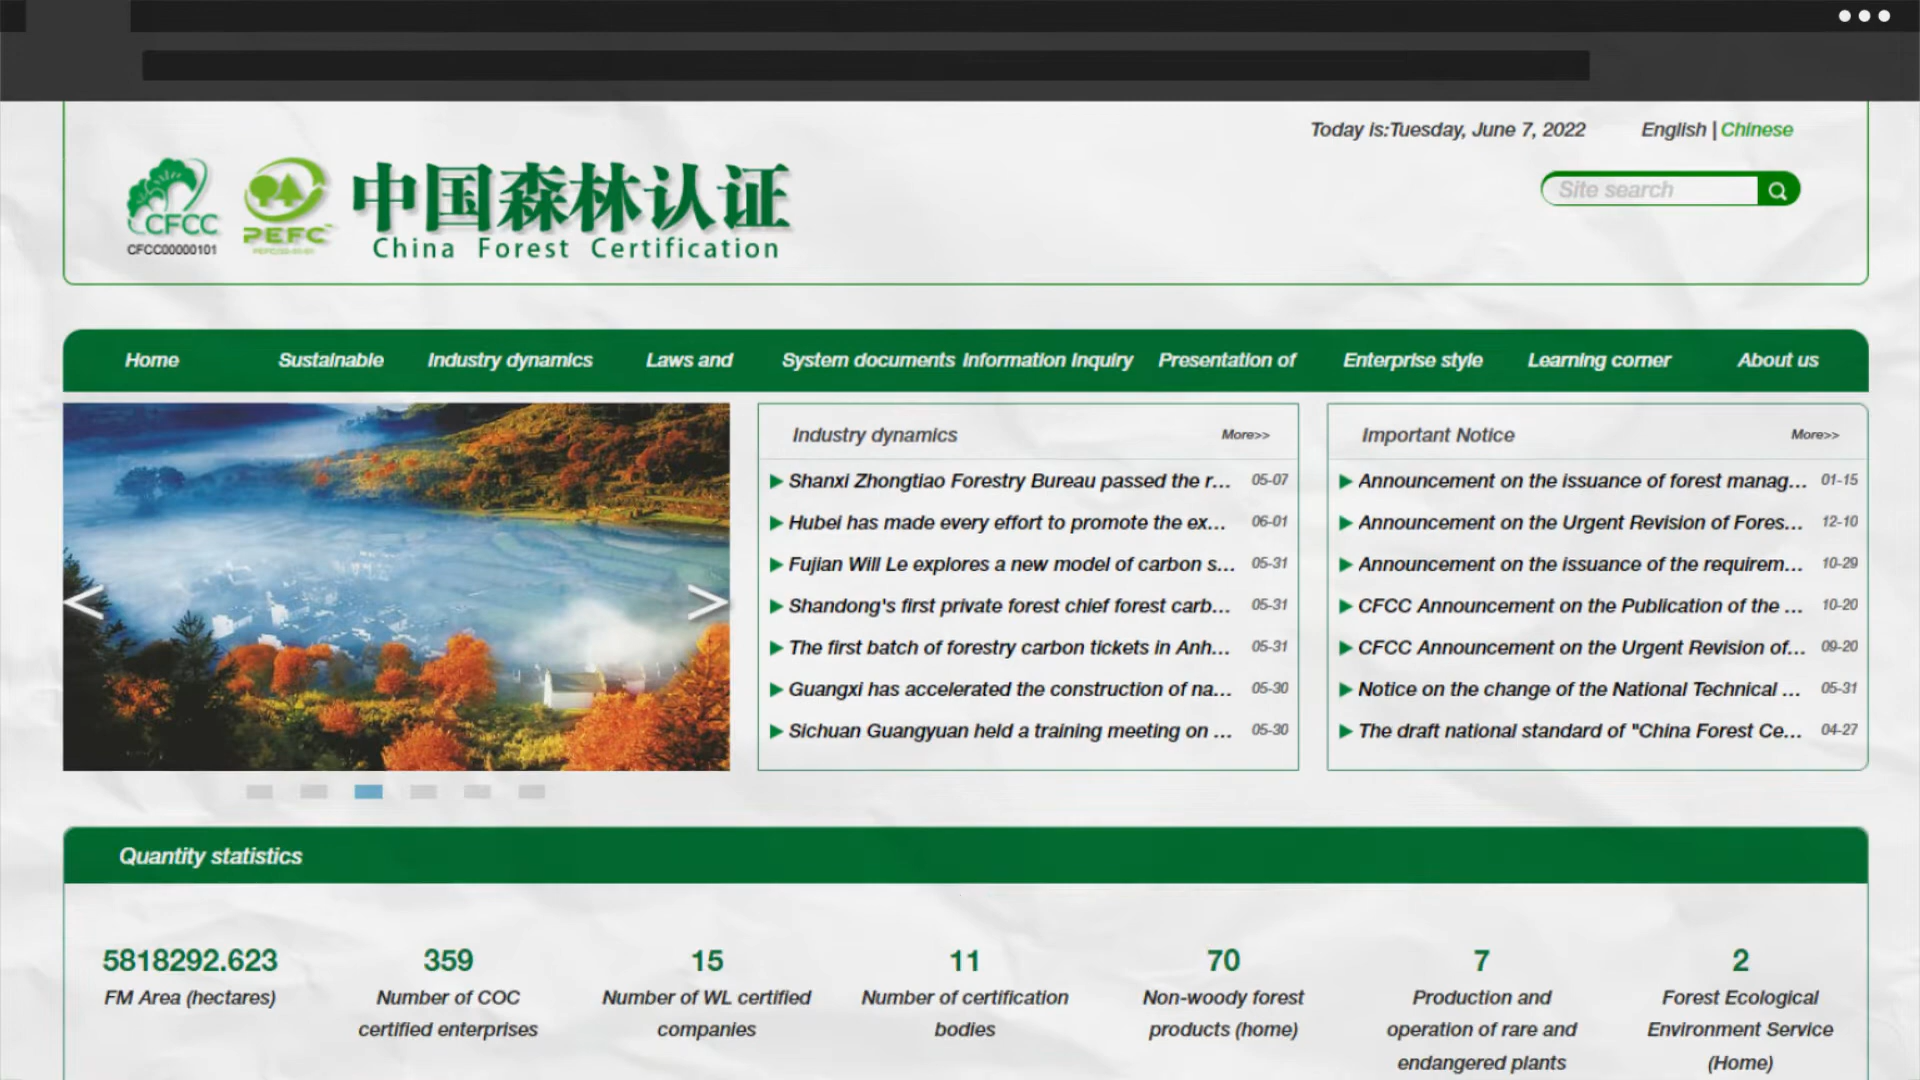 Today is:Tuesday, June 7, 2022
English | Chinese
CFCC
CFCC00000101
PEFC
中国森林认证
China Forest Certification
Site search
Home
Sustainable
Industry dynamics
Laws and
System documents
Information Inquiry
Presentation of
Enterprise style
Learning corner
About us
Industry dynamics
More>>
Shanxi Zhongtiao Forestry Bureau passed the r... 05-07
Hubei has made every effort to promote the ex... 06-01
Fujian Will Le explores a new model of carbon s... 05-31
Shandong's first private forest chief forest carb... 05-31
The first batch of forestry carbon tickets in Anh... 05-31
Guangxi has accelerated the construction of na... 05-30
Sichuan Guangyuan held a training meeting on ... 05-30
Important Notice
More>>
Announcement on the issuance of forest manag... 01-15
Announcement on the Urgent Revision of Fores... 12-10
Announcement on the issuance of the requirem... 10-29
CFCC Announcement on the Publication of the ... 10-20
CFCC Announcement on the Urgent Revision of... 09-20
Notice on the change of the National Technical ... 05-31
The draft national standard of "China Forest Ce... 04-27
Quantity statistics
5818292.623
FM Area (hectares)
359
Number of COC
certified enterprises
15
Number of WL certified
companies
11
Number of certification
bodies
70
Non-woody forest
products (home)
7
Production and
operation of rare and
endangered plants
2
Forest Ecological
Environment Service
(Home)